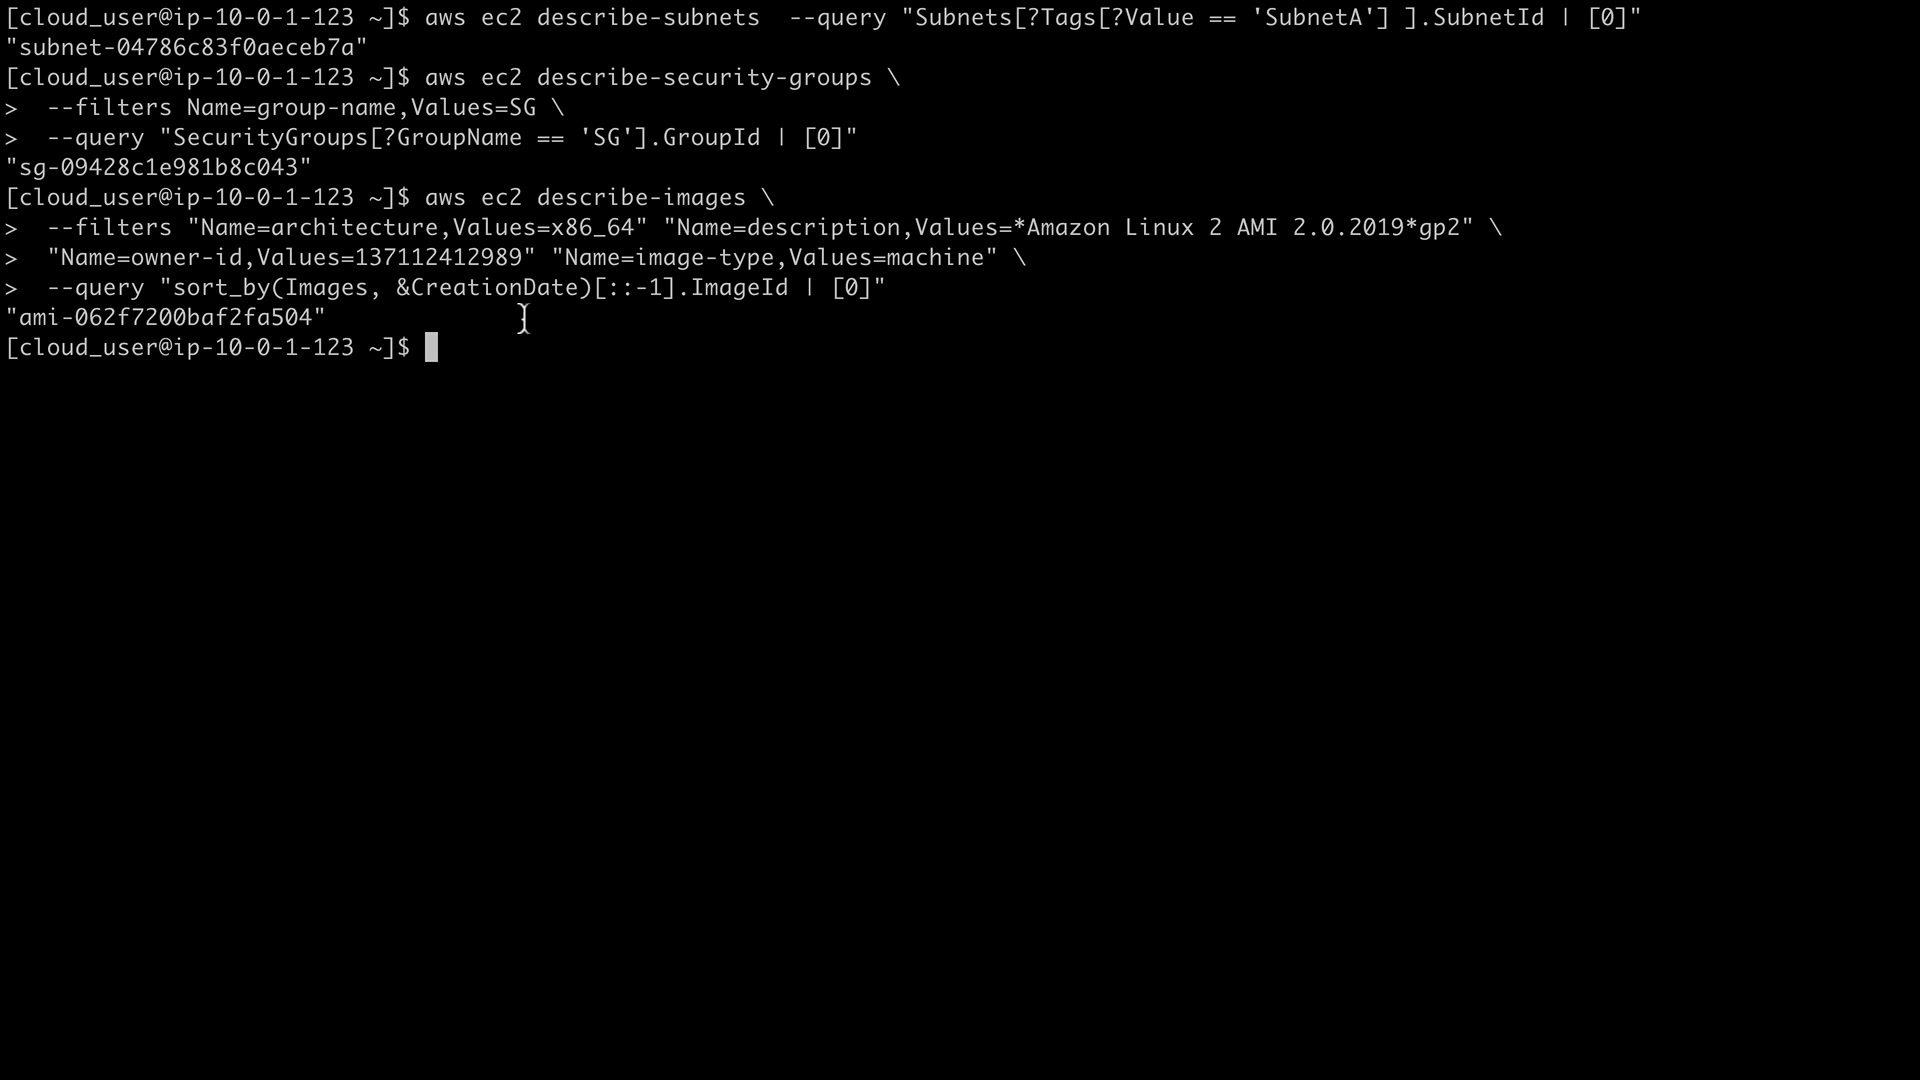 [cloud_user@ip-10-0-1-123 ~]$ aws ec2 describe-subnets  --query "Subnets[?Tags[?Value == 'SubnetA'] ].SubnetId | [0]"
"subnet-04786c83f0aeceb7a"
[cloud_user@ip-10-0-1-123 ~]$ aws ec2 describe-security-groups \
>  --filters Name=group-name,Values=SG \
>  --query "SecurityGroups[?GroupName == 'SG'].GroupId | [0]"
"sg-09428c1e981b8c043"
[cloud_user@ip-10-0-1-123 ~]$ aws ec2 describe-images \
>  --filters "Name=architecture,Values=x86_64" "Name=description,Values=*Amazon Linux 2 AMI 2.0.2019*gp2" \
>  "Name=owner-id,Values=137112412989" "Name=image-type,Values=machine" \
>  --query "sort_by(Images, &CreationDate)[::-1].ImageId | [0]"
"ami-062f7200baf2fa504"
[cloud_user@ip-10-0-1-123 ~]$